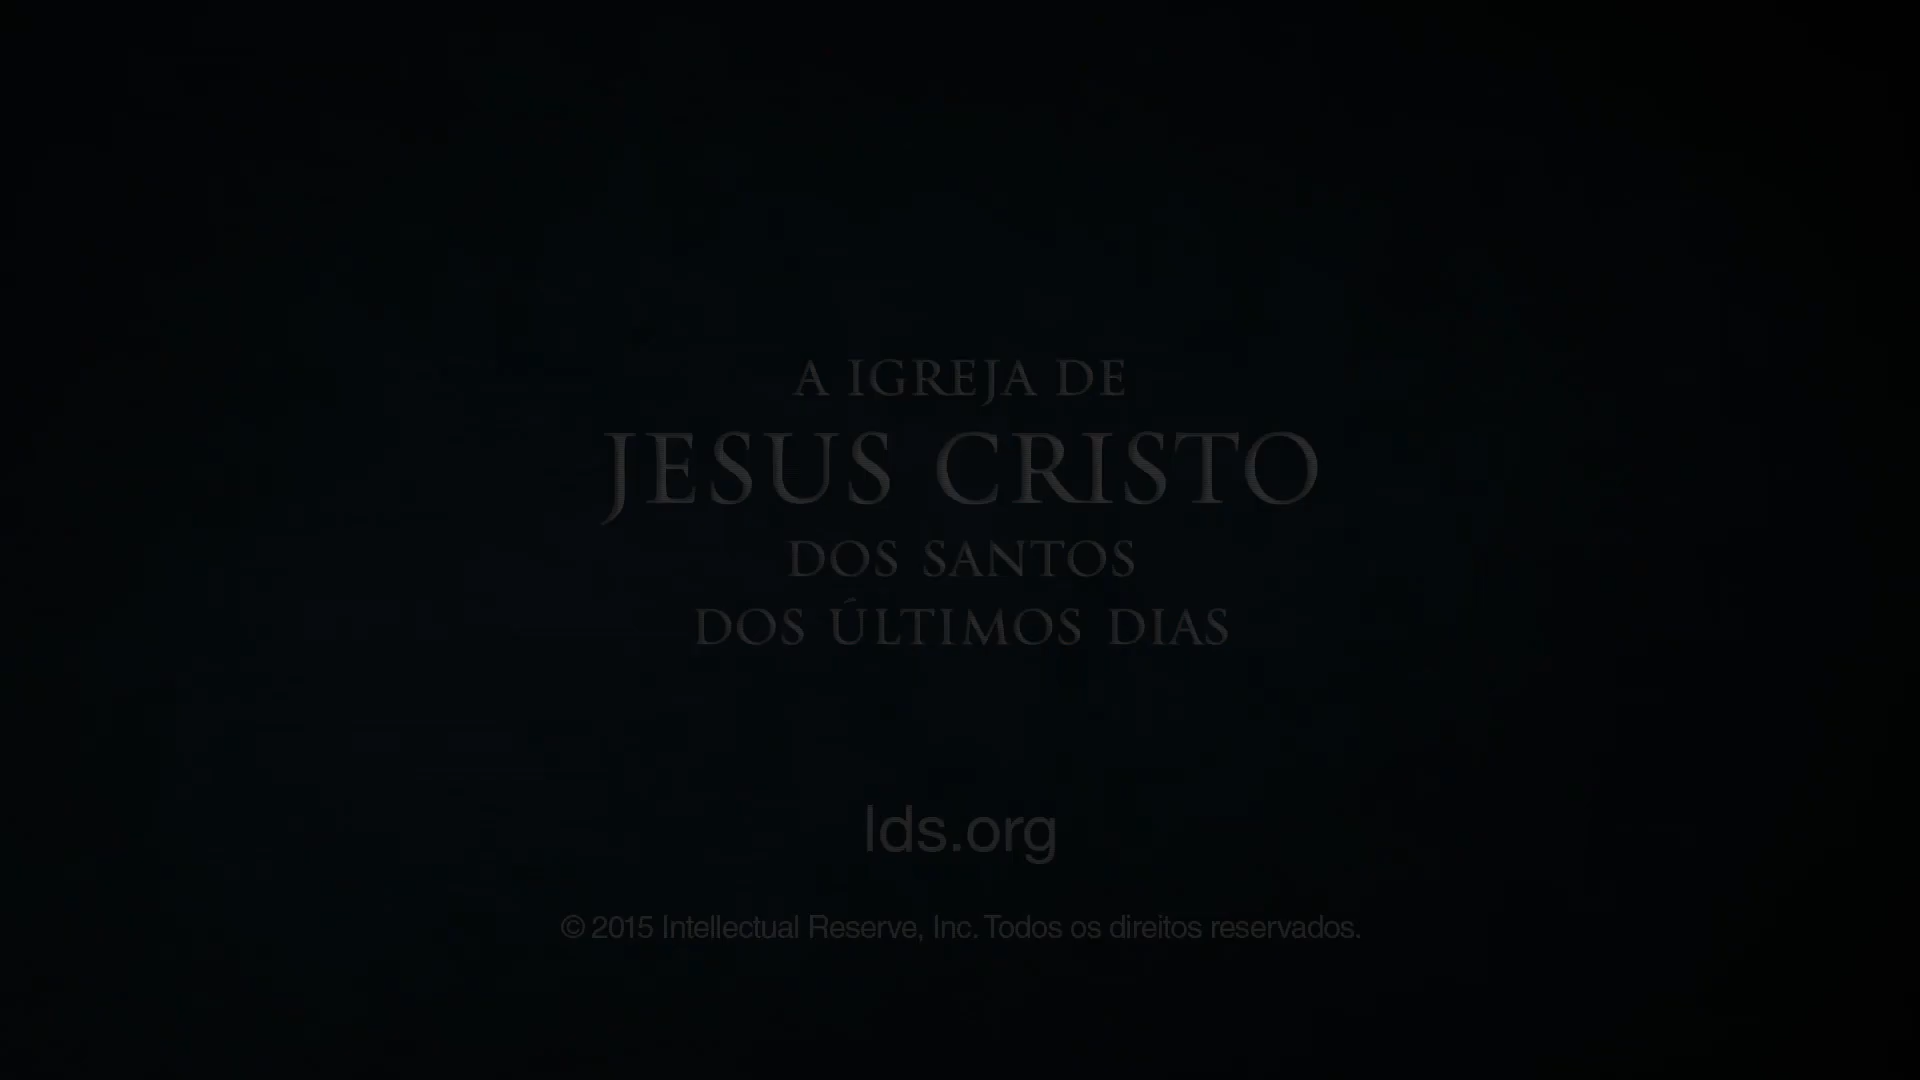 A IGREJA DE
JESUS CRISTO
DOS SANTOS
DOS ÚLTIMOS DIAS
lds.org
© 2015 Intellectual Reserve, Inc. Todos os direitos reservados.